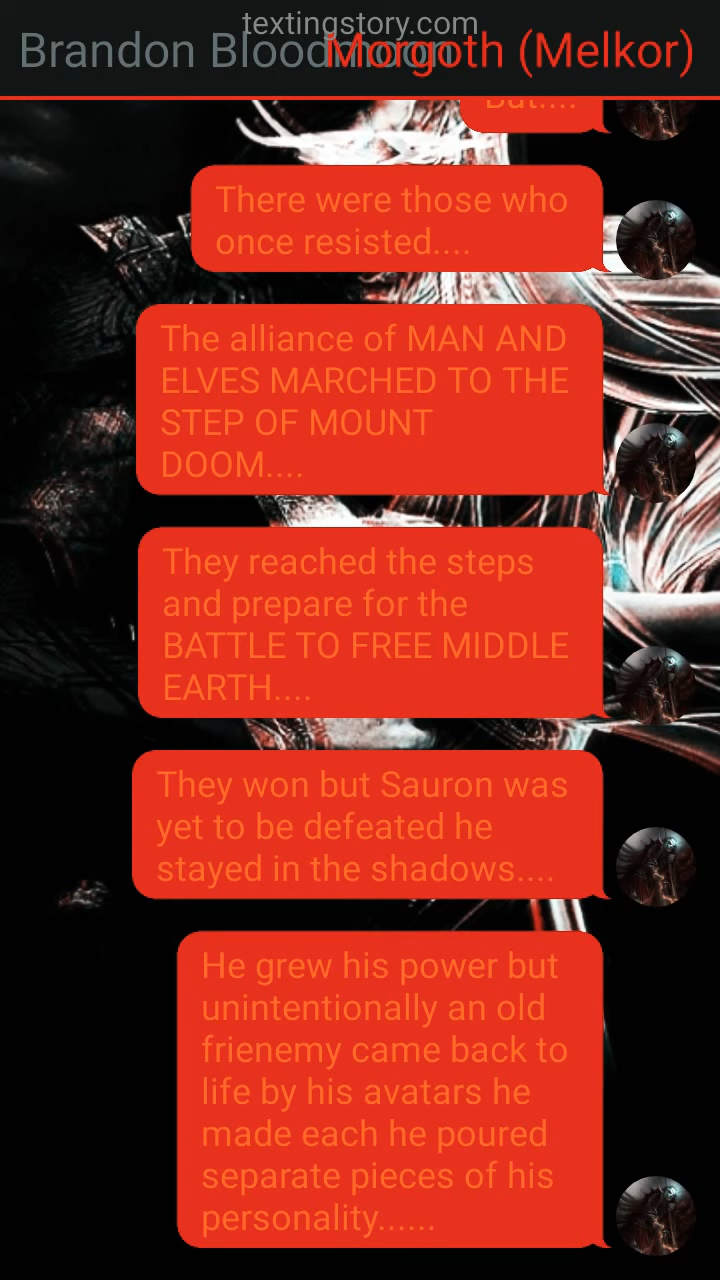 textingstory.com
Brandon Bloodmoon
Morgoth (Melkor)
But....
There were those who
once resisted....
The alliance of MAN AND
ELVES MARCHED TO THE
STEP OF MOUNT
DOOM....
They reached the steps
and prepare for the
BATTLE TO FREE MIDDLE
EARTH....
They won but Sauron was
yet to be defeated he
stayed in the shadows....
He grew his power but
unintentionally an old
frienemy came back to
life by his avatars he
made each he poured
separate pieces of his
personality......